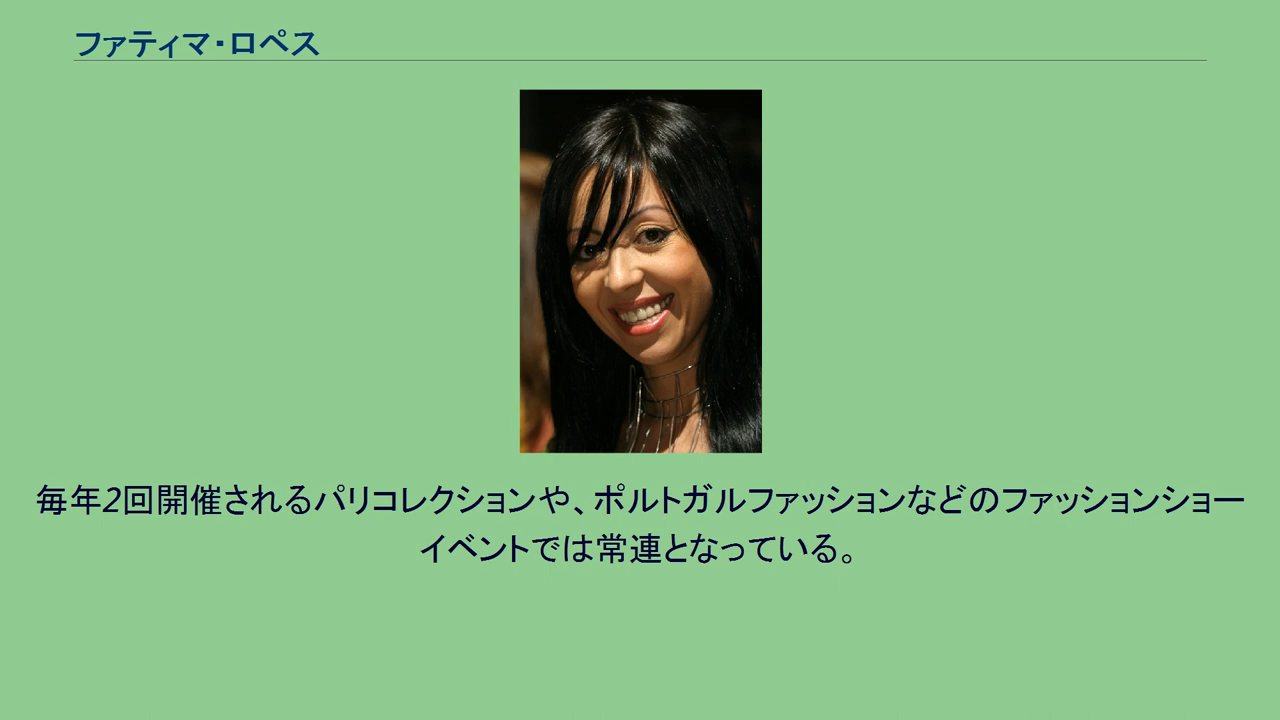 ファティマ・ロペス
毎年2回開催されるパリコレクションや、ポルトガルファッションなどのファッションショー
イベントでは常連となっている。